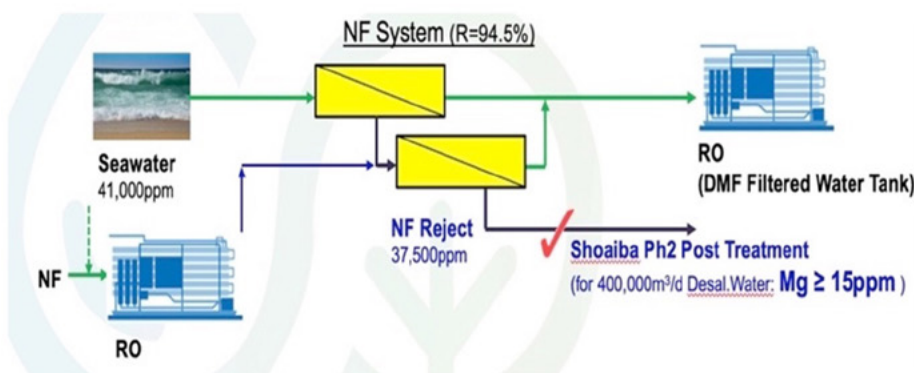 NF System (R=94.5%)
Seawater
41,000ppm
RO
(DMF Filtered Water Tank)
NF Reject
37,500ppm
Shoaiba Ph2 Post Treatment
(for 400,000m³/d Desal.Water: Mg ≥ 15ppm )
NF
RO